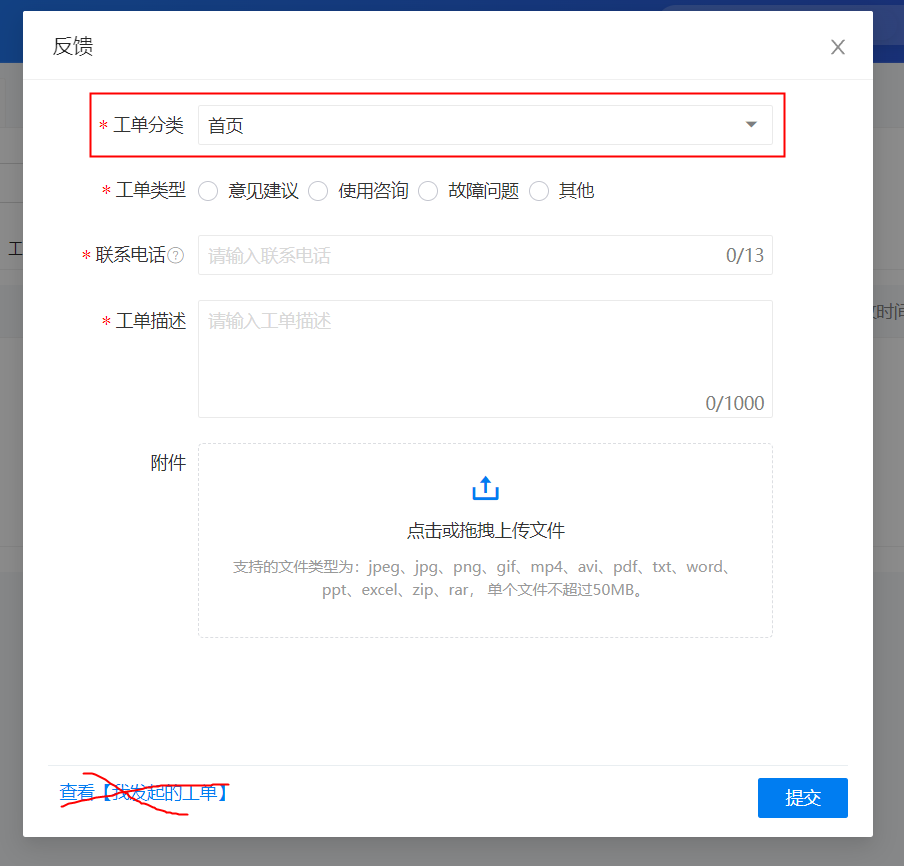 反馈
* 工单分类 首页
* 工单类型 意见建议 使用咨询 故障问题 其他
工
* 联系电话? 请输入联系电话 0/13
时间
* 工单描述 请输入工单描述
0/1000
附件
点击或拖拽上传文件
支持的文件类型为：jpeg、jpg、png、gif、mp4、avi、pdf、txt、word、
ppt、excel、zip、rar， 单个文件不超过50MB。
查看【我发起的工单】
提交